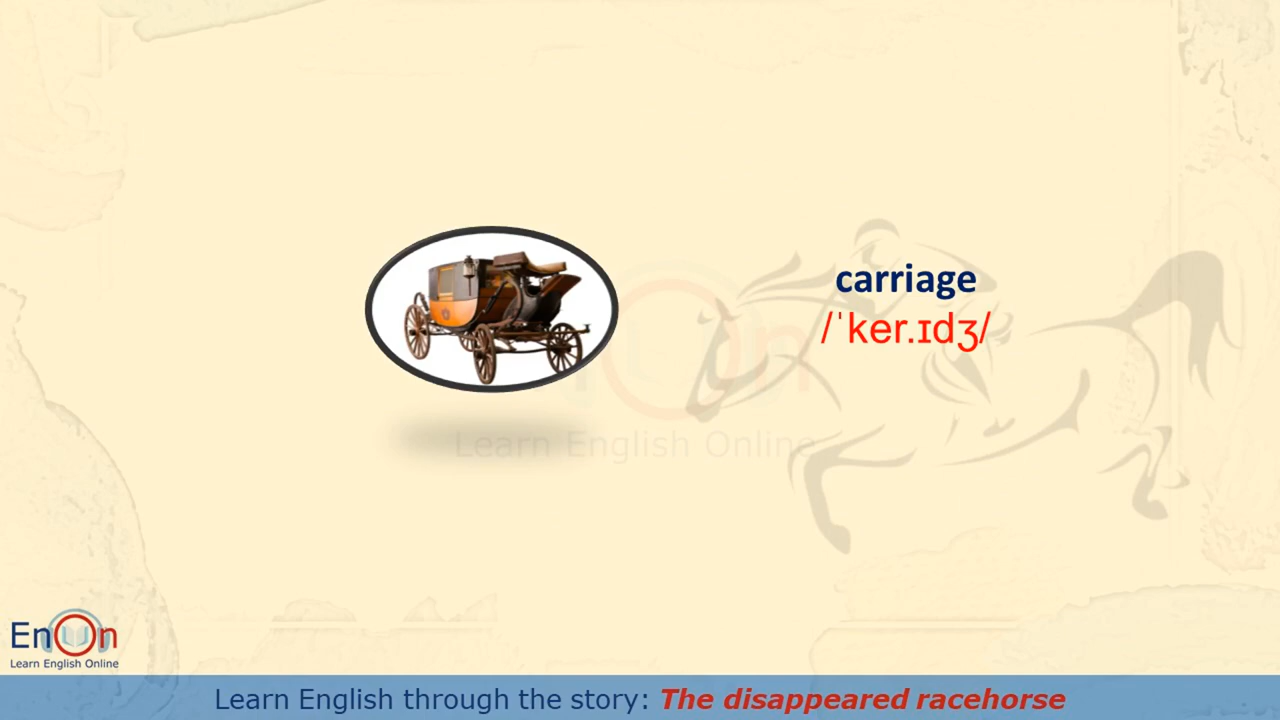 carriage
/ˈker.ɪdʒ/
Learn English Online
EnOn
Learn English Online
Learn English through the story: The disappeared racehorse